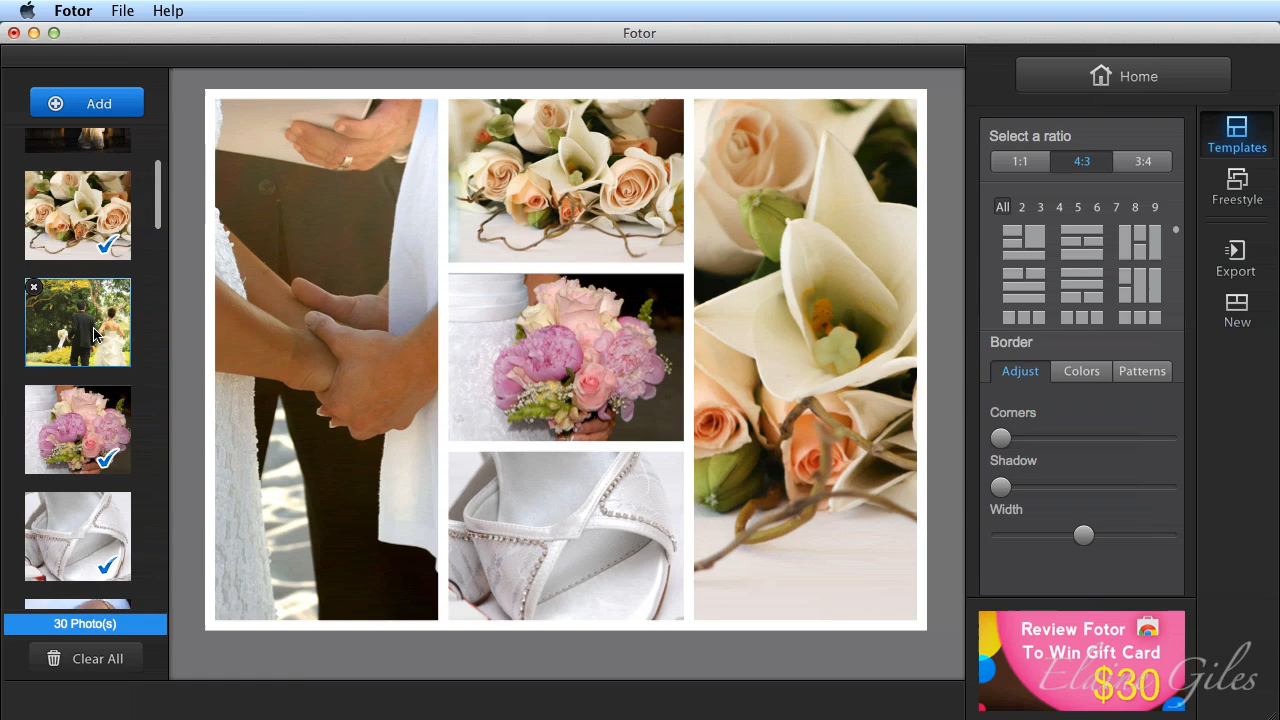 Fotor File Help
Fotor
Add
Home
Select a ratio
1:1 4:3 3:4
All 2 3 4 5 6 7 8 9
Templates
Freestyle
Export
New
Border
Adjust Colors Patterns
Corners
Shadow
Width
30 Photo(s)
Clear All
Review Fotor
To Win Gift Card
$30
Elaine Giles